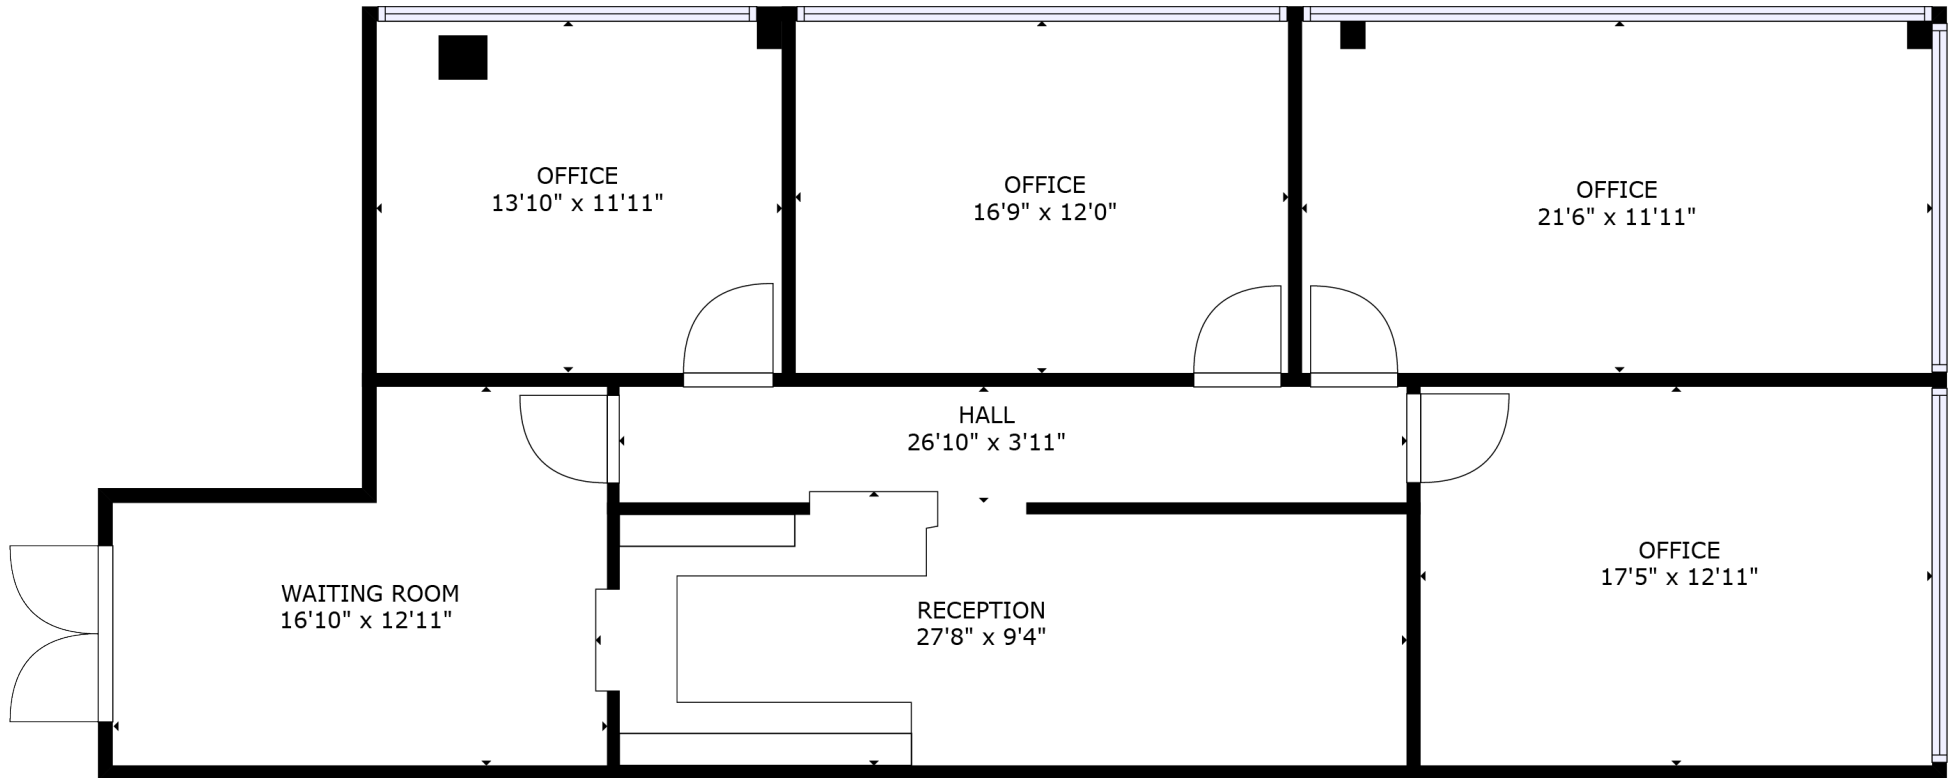 OFFICE
13'10" x 11'11"
OFFICE
16'9" x 12'0"
OFFICE
21'6" x 11'11"
HALL
26'10" x 3'11"
OFFICE
17'5" x 12'11"
WAITING ROOM
16'10" x 12'11"
RECEPTION
27'8" x 9'4"